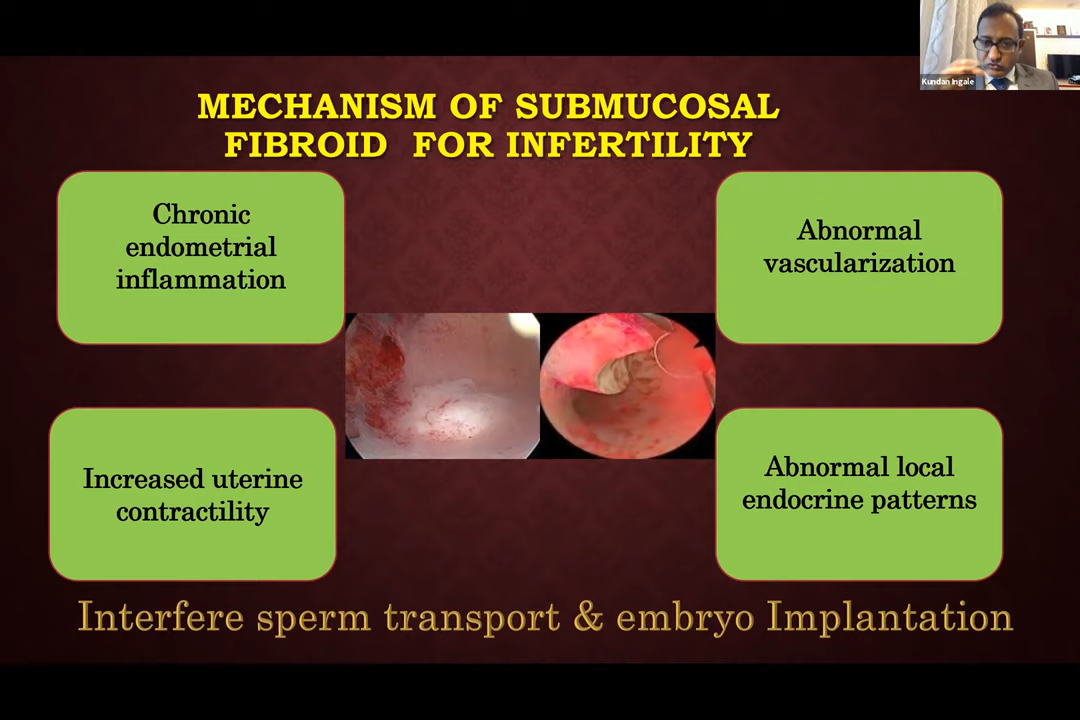 Kundan Ingale
MECHANISM OF SUBMUCOSAL
FIBROID FOR INFERTILITY
Chronic
endometrial
inflammation
Abnormal
vascularization
Increased uterine
contractility
Abnormal local
endocrine patterns
Interfere sperm transport & embryo Implantation